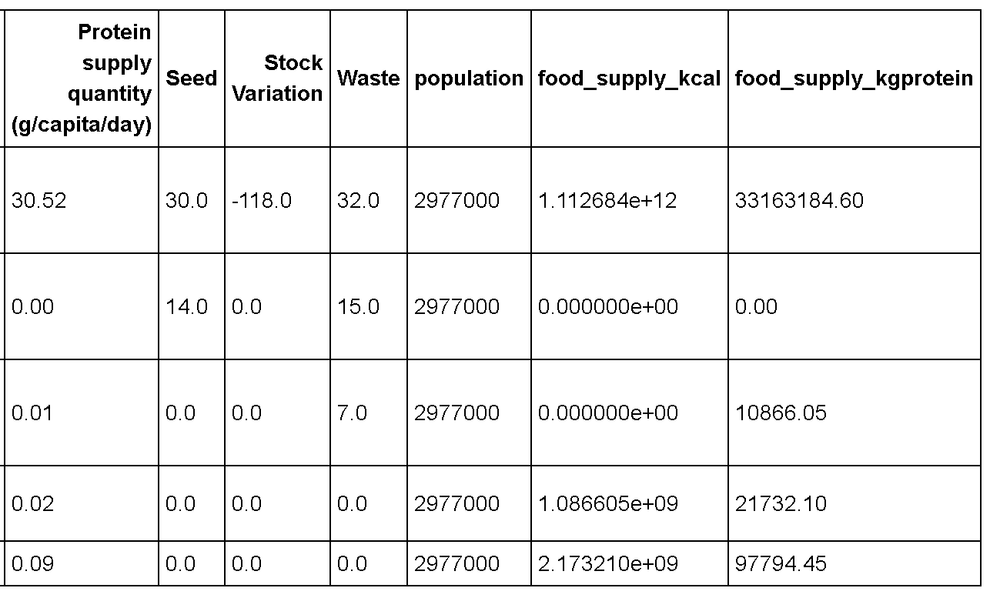 Protein supply quantity (g/capita/day) Seed Stock Variation Waste population food_supply_kcal food_supply_kgprotein
30.52 30.0 -118.0 32.0 2977000 1.112684e+12 33163184.60
0.00 14.0 0.0 15.0 2977000 0.000000e+00 0.00
0.01 0.0 0.0 7.0 2977000 0.000000e+00 10866.05
0.02 0.0 0.0 0.0 2977000 1.086605e+09 21732.10
0.09 0.0 0.0 0.0 2977000 2.173210e+09 97794.45